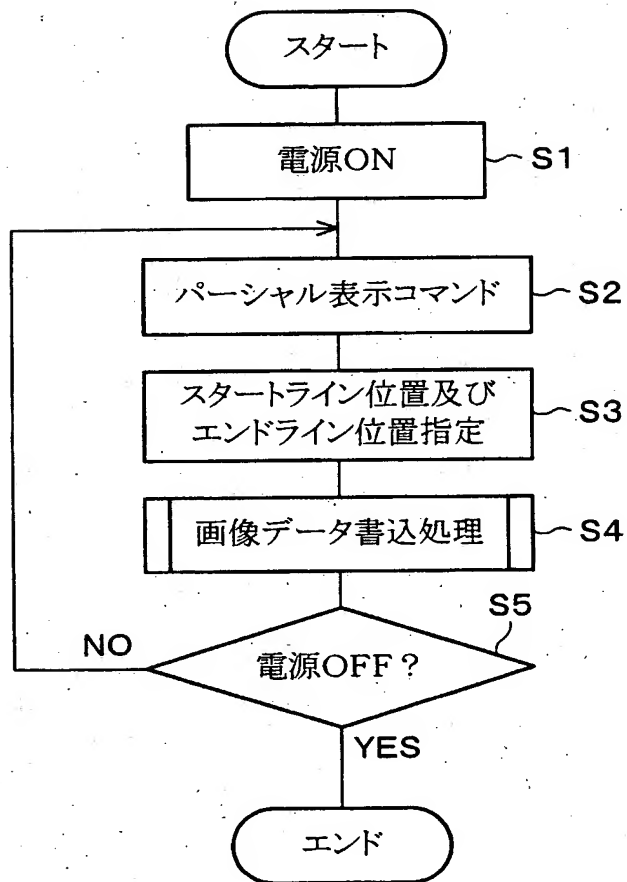 スタート
電源ON
S1
パーシャル表示コマンド
S2
スタートライン位置及び
エンドライン位置指定
S3
画像データ書込処理
S4
S5
NO
電源OFF?
YES
エンド